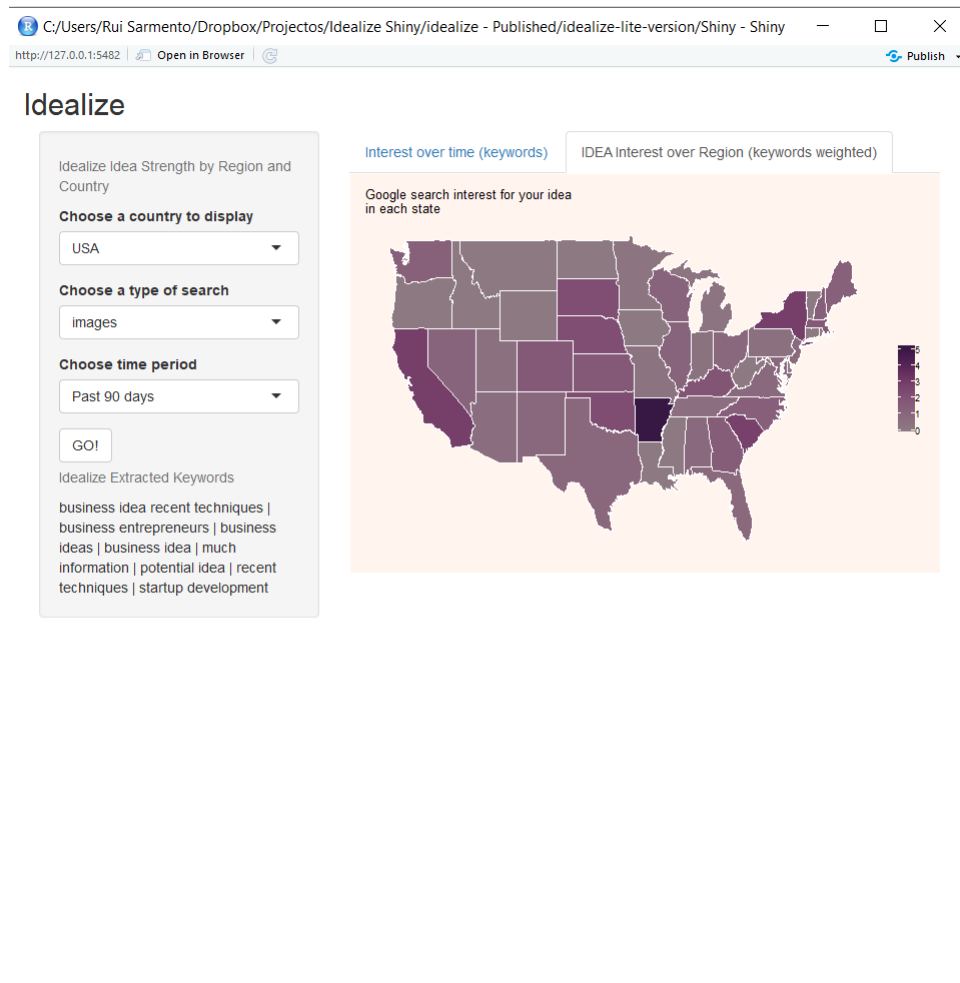 C:/Users/Rui Sarmento/Dropbox/Projectos/Idealize Shiny/idealize - Published/idealize-lite-version/Shiny - Shiny
http://127.0.0.1:5482 Open in Browser Publish
Idealize
Idealize Idea Strength by Region and
Country
Choose a country to display
USA
Choose a type of search
images
Choose time period
Past 90 days
GO!
Idealize Extracted Keywords
business idea recent techniques |
business entrepreneurs | business
ideas | business idea | much
information | potential idea | recent
techniques | startup development
Interest over time (keywords) IDEA Interest over Region (keywords weighted)
Google search interest for your idea
in each state
5
4
3
2
1
0